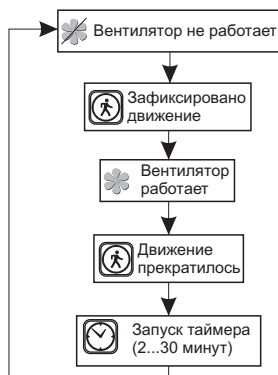 Вентилятор не работает
Зафиксировано
движение
Вентилятор
работает
Движение
прекратилось
Запуск таймера
(2...30 минут)